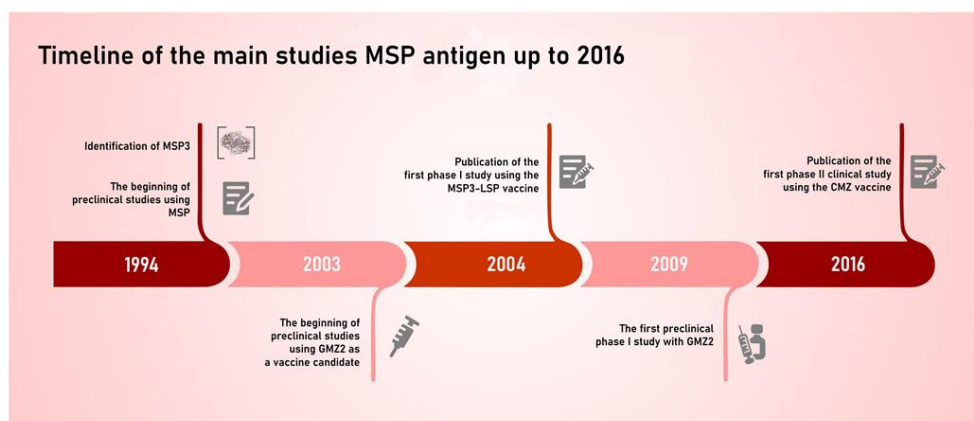 Timeline of the main studies MSP antigen up to 2016
Identification of MSP3
The beginning of
preclinical studies using
MSP
Publication of the
first phase I study using the
MSP3-LSP vaccine
Publication of the
first phase II clinical study
using the CMZ vaccine
1994
2003
2004
2009
2016
The beginning of
preclinical studies
using GMZ2 as
a vaccine candidate
The first preclinical
phase I study with GMZ2